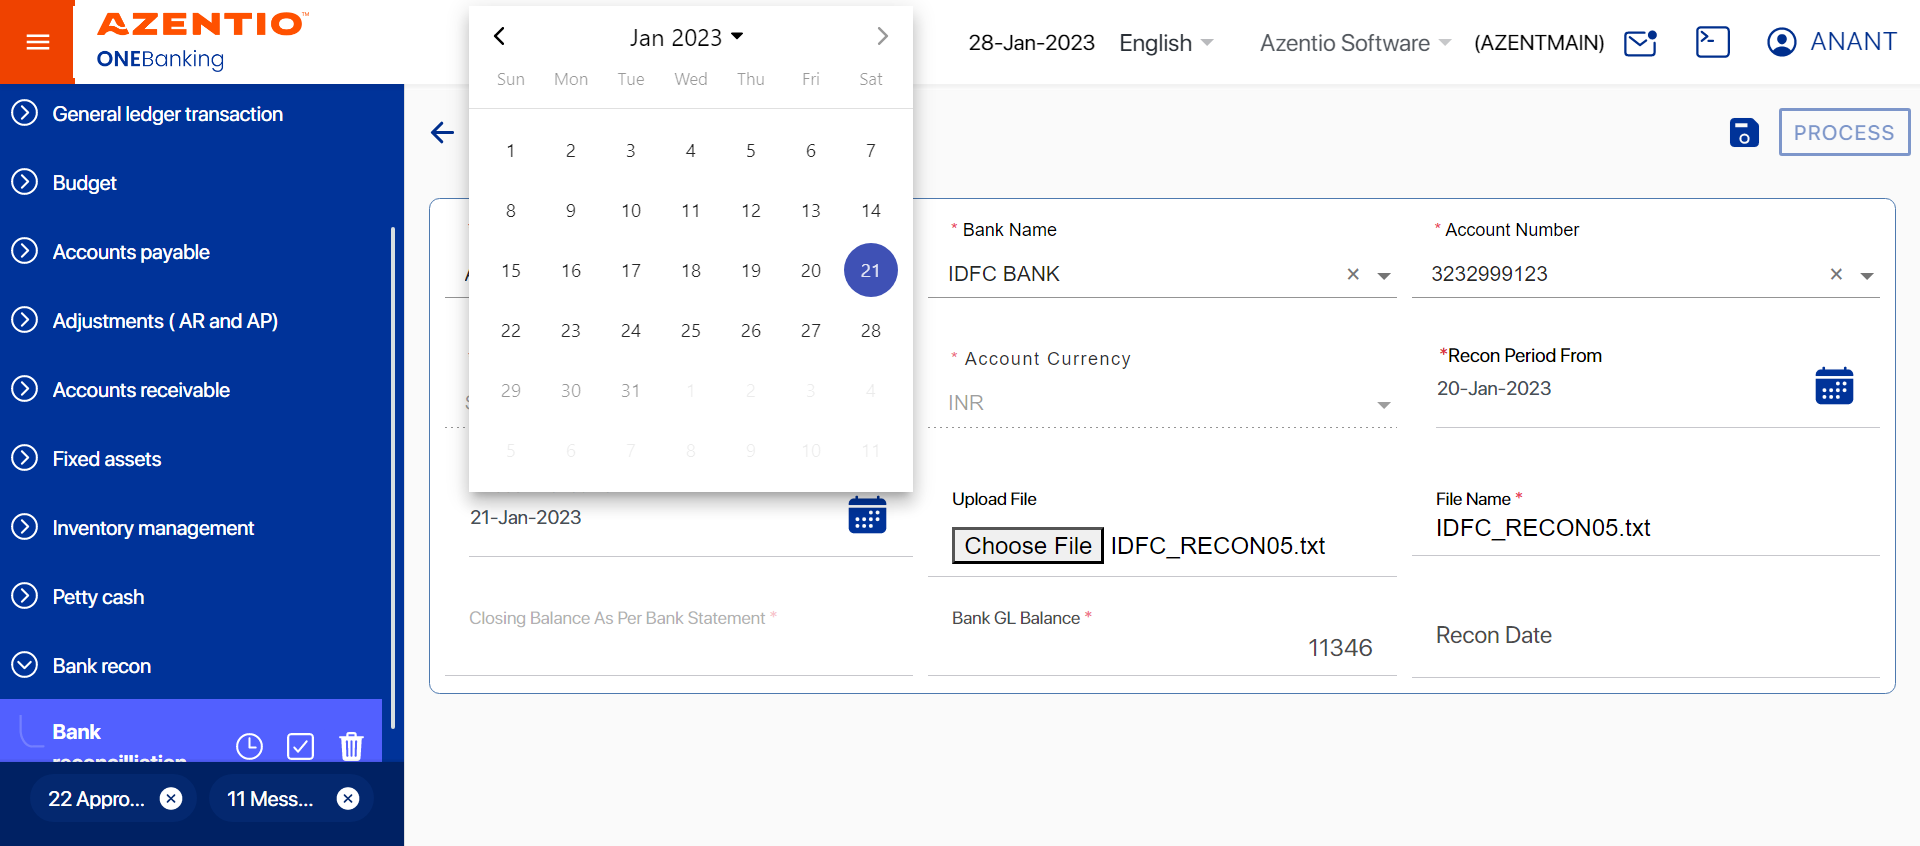 AZENTIO™
ONEBanking
28-Jan-2023
English
Azentio Software
(AZENTMAIN)
ANANT
General ledger transaction
Budget
Accounts payable
Adjustments ( AR and AP)
Accounts receivable
Fixed assets
Inventory management
Petty cash
Bank recon
Bank
reconcilliation
22 Appro...
11 Mess...
Jan 2023
Sun Mon Tue Wed Thu Fri Sat
1 2 3 4 5 6 7
8 9 10 11 12 13 14
15 16 17 18 19 20 21
22 23 24 25 26 27 28
29 30 31 1 2 3 4
5 6 7 8 9 10 11
PROCESS
* Bank Name
IDFC BANK
* Account Number
3232999123
* Account Currency
INR
*Recon Period From
20-Jan-2023
21-Jan-2023
Upload File
Choose File IDFC_RECON05.txt
File Name *
IDFC_RECON05.txt
Closing Balance As Per Bank Statement *
Bank GL Balance *
11346
Recon Date